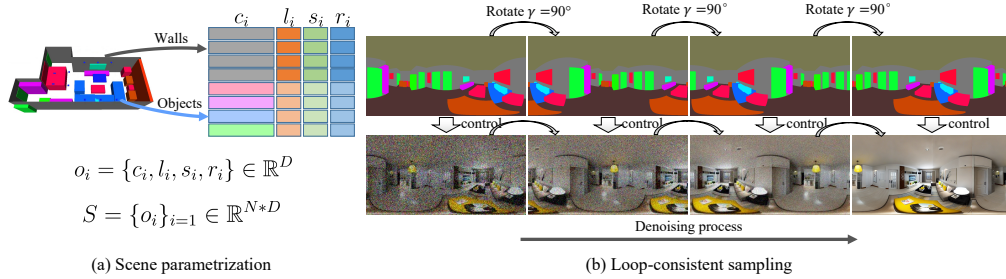 c_i l_i s_i r_i
Walls
Objects
o_i = {c_i, l_i, s_i, r_i} ∈ ℝ^D
S = {o_i}_{i=1} ∈ ℝ^{N*D}
(a) Scene parametrization
Rotate γ =90° Rotate γ =90° Rotate γ =90°
control control control control
Denoising process
(b) Loop-consistent sampling